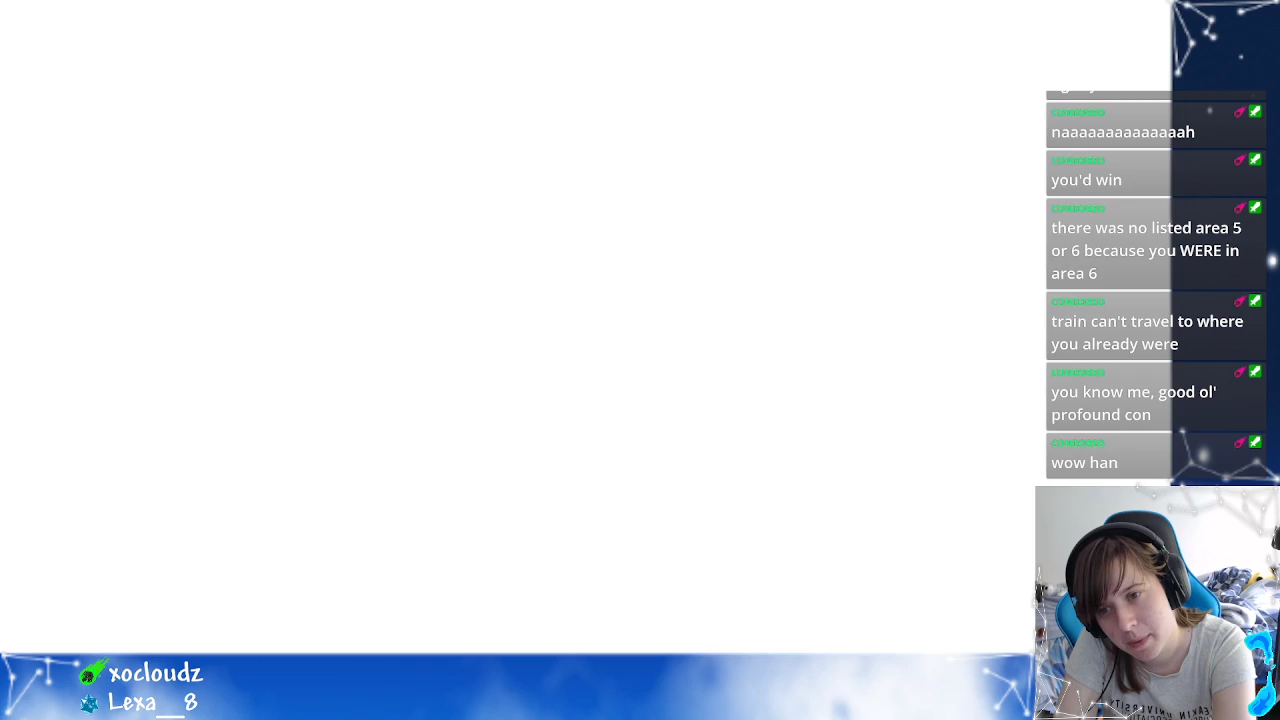 naaaaaaaaaaaaaah
you'd win
there was no listed area 5
or 6 because you WERE in
area 6
train can't travel to where
you already were
you know me, good ol'
profound con
wow han
xocloudz
Lexa__8